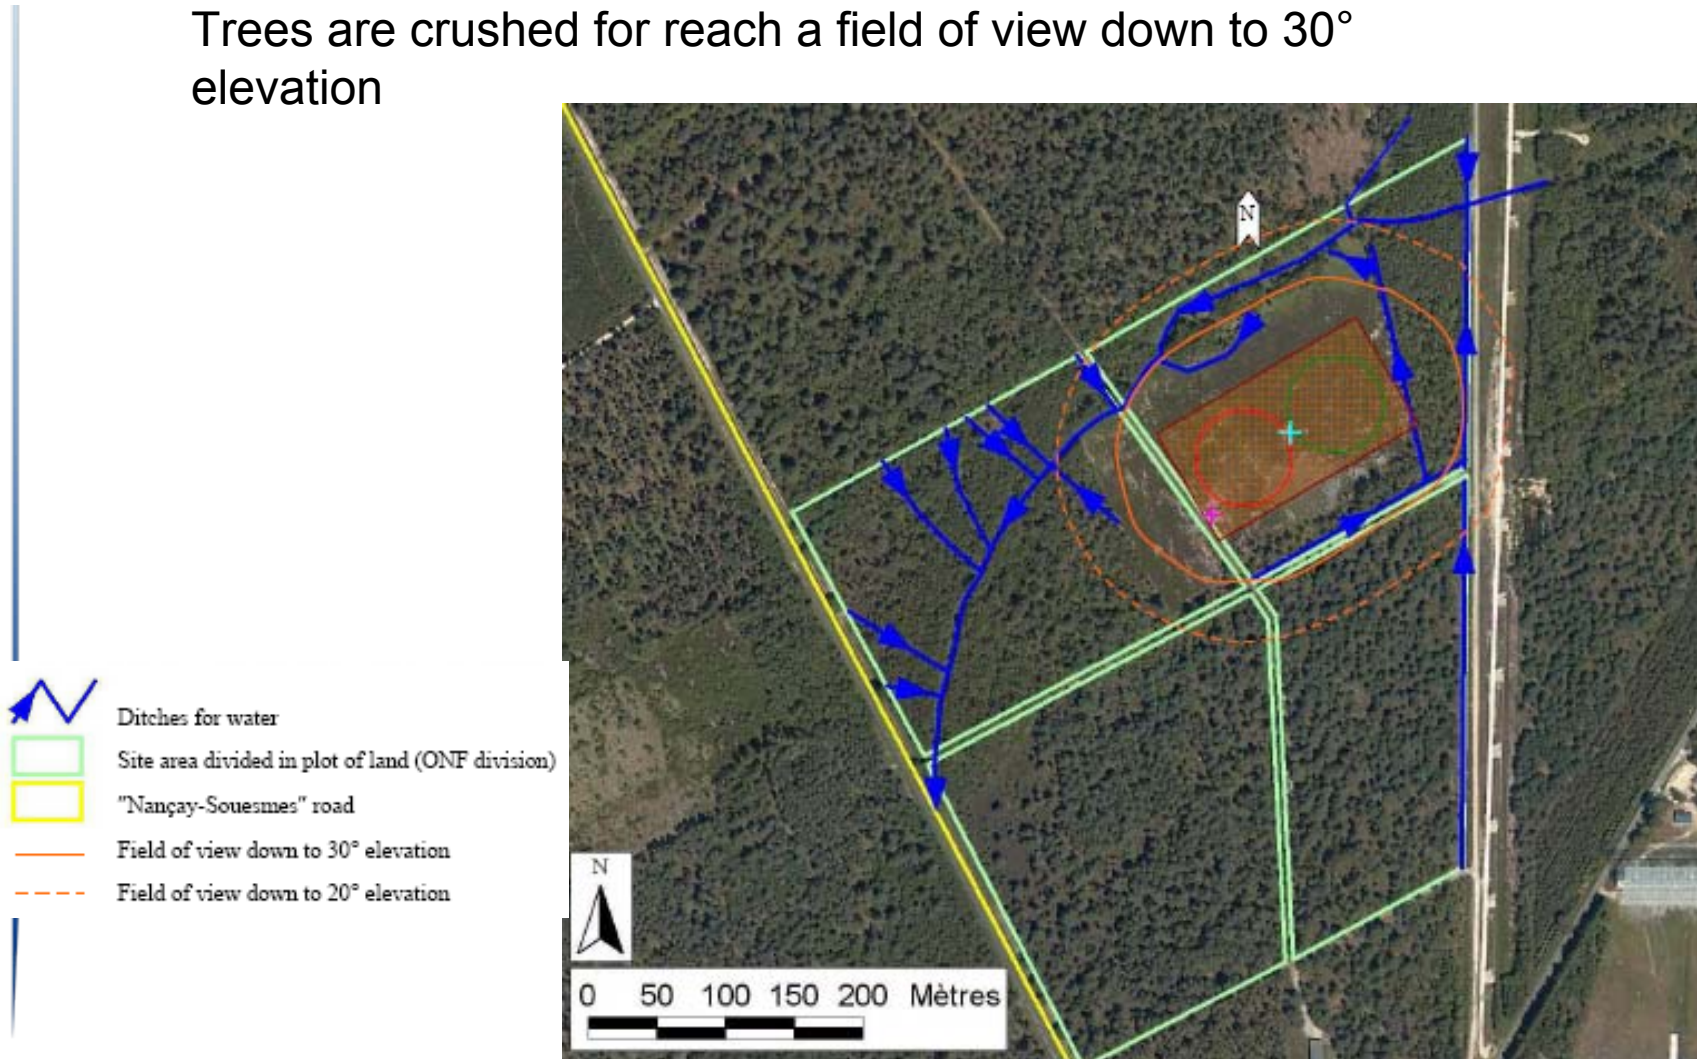 Trees are crushed for reach a field of view down to 30°
elevation
N
Ditches for water
Site area divided in plot of land (ONF division)
"Nançay-Souesmes" road
Field of view down to 30° elevation
Field of view down to 20° elevation
N
0 50 100 150 200 Mètres